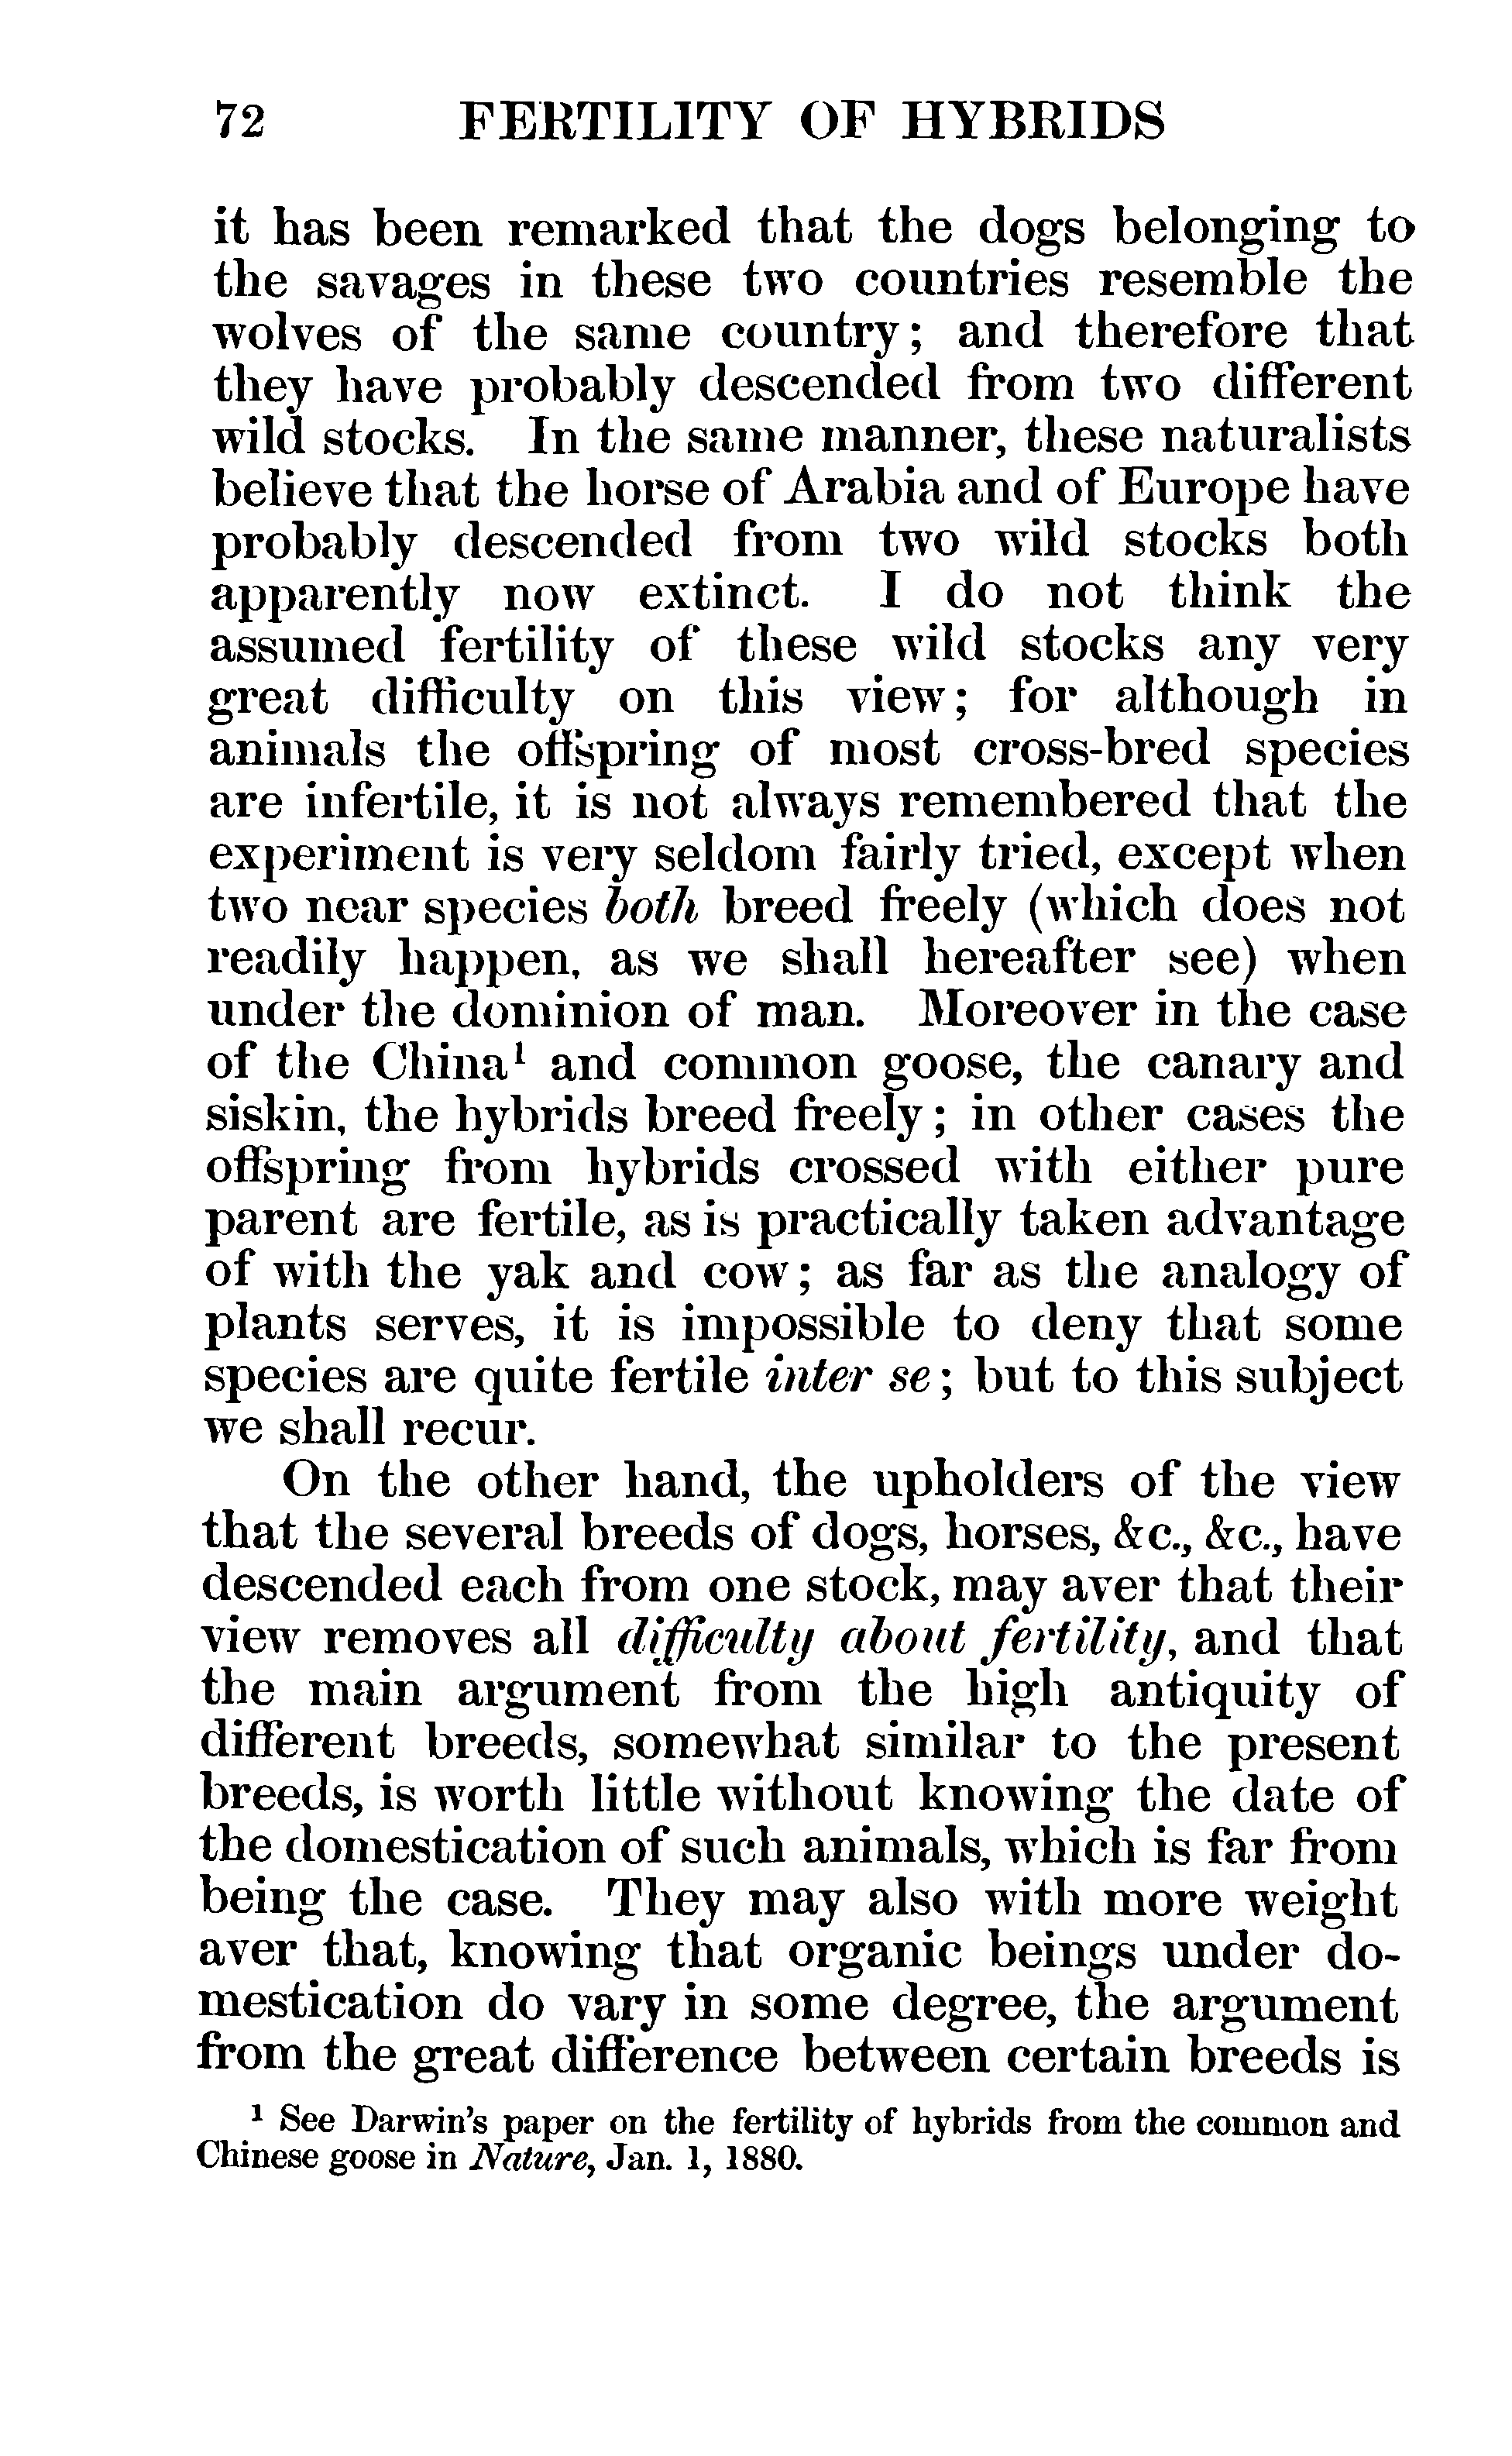 72 FERTILITY OF HYBRIDS
it has been remarked that the dogs belonging to
the savages in these two countries resemble the
wolves of the same country; and therefore that
they have probably descended from two different
wild stocks. In the same manner, these naturalists
believe that the horse of Arabia and of Europe have
probably descended from two wild stocks both
apparently now extinct. I do not think the
assumed fertility of these wild stocks any very
great difficulty on this view; for although in
animals the offspring of most cross-bred species
are infertile, it is not always remembered that the
experiment is very seldom fairly tried, except when
two near species both breed freely (which does not
readily happen, as we shall hereafter see) when
under the dominion of man. Moreover in the case
of the China¹ and common goose, the canary and
siskin, the hybrids breed freely; in other cases the
offspring from hybrids crossed with either pure
parent are fertile, as is practically taken advantage
of with the yak and cow; as far as the analogy of
plants serves, it is impossible to deny that some
species are quite fertile inter se; but to this subject
we shall recur.
On the other hand, the upholders of the view
that the several breeds of dogs, horses, &c., &c., have
descended each from one stock, may aver that their
view removes all difficulty about fertility, and that
the main argument from the high antiquity of
different breeds, somewhat similar to the present
breeds, is worth little without knowing the date of
the domestication of such animals, which is far from
being the case. They may also with more weight
aver that, knowing that organic beings under do-
mestication do vary in some degree, the argument
from the great difference between certain breeds is
¹ See Darwin's paper on the fertility of hybrids from the common and
Chinese goose in Nature, Jan. 1, 1880.